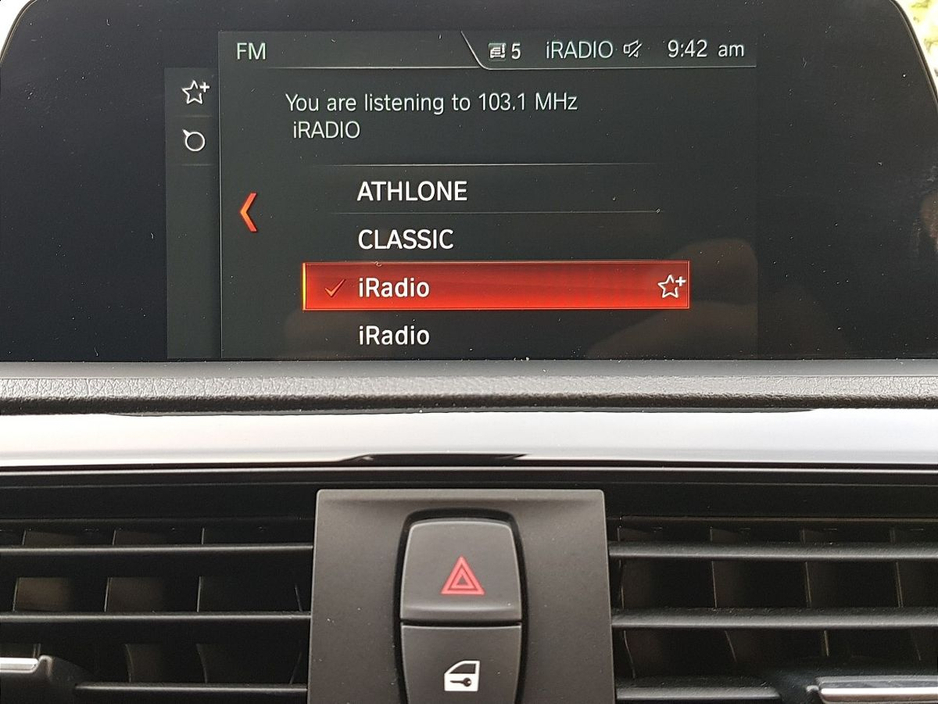 FM 5 iRADIO 9:42 am
You are listening to 103.1 MHz
iRADIO
ATHLONE
CLASSIC
iRadio
iRadio